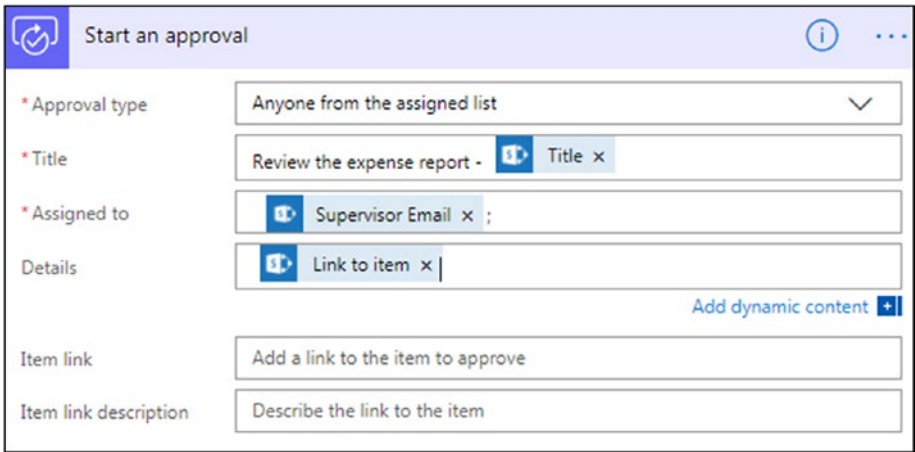 Start an approval
* Approval type Anyone from the assigned list
* Title Review the expense report - Title ×
* Assigned to Supervisor Email × ;
Details Link to item ×
Add dynamic content
Item link Add a link to the item to approve
Item link description Describe the link to the item